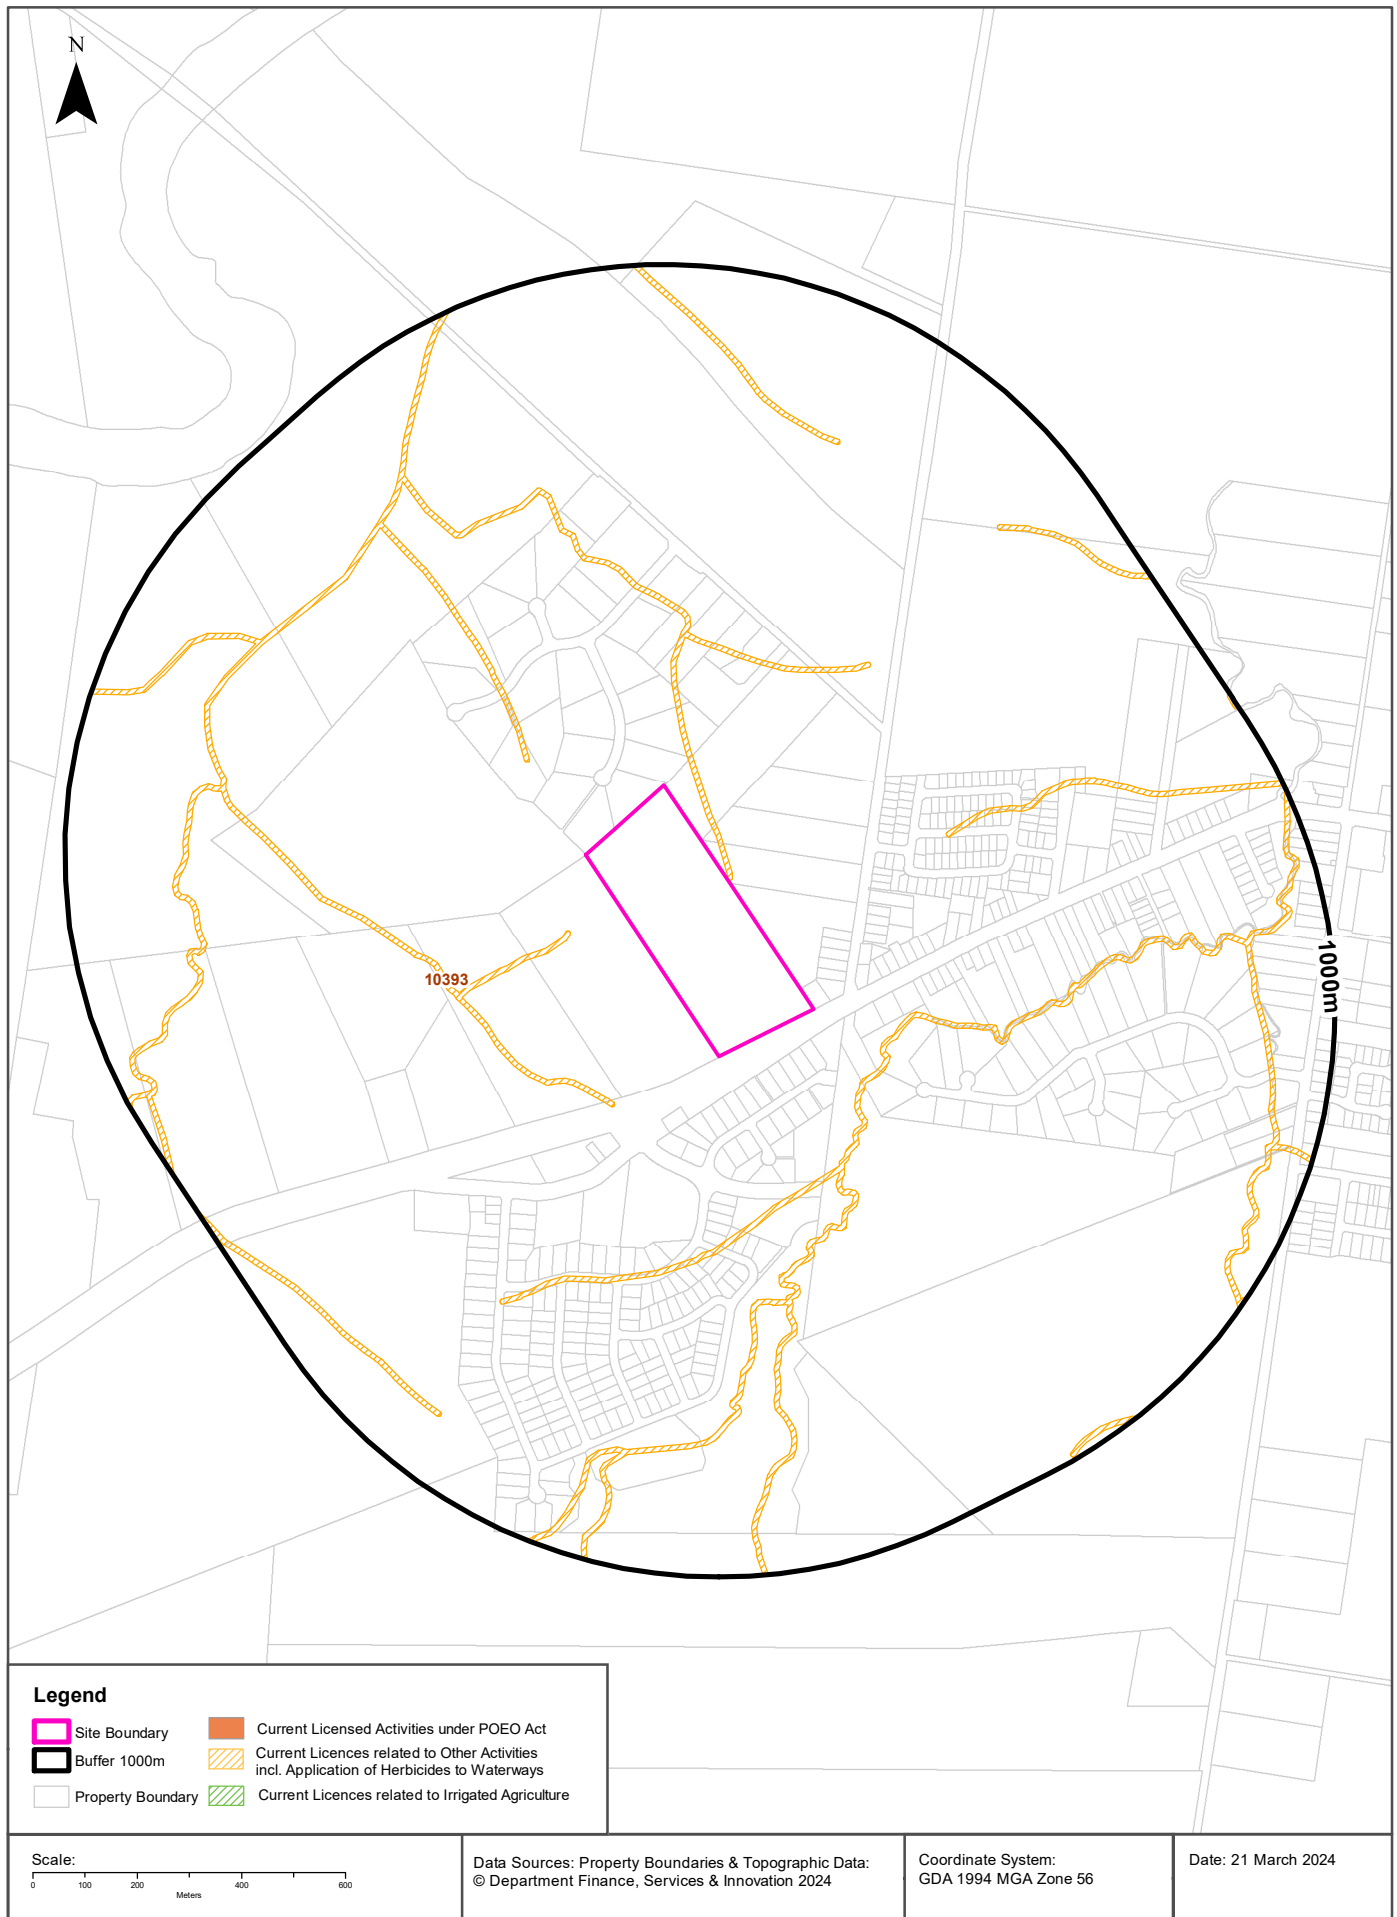 N
10393
1000m
Legend
Site Boundary
Buffer 1000m
Property Boundary
Current Licensed Activities under POEO Act
Current Licences related to Other Activities
incl. Application of Herbicides to Waterways
Current Licences related to Irrigated Agriculture
Scale:
0 100 200 400 600
Meters
Data Sources: Property Boundaries & Topographic Data:
© Department Finance, Services & Innovation 2024
Coordinate System:
GDA 1994 MGA Zone 56
Date: 21 March 2024